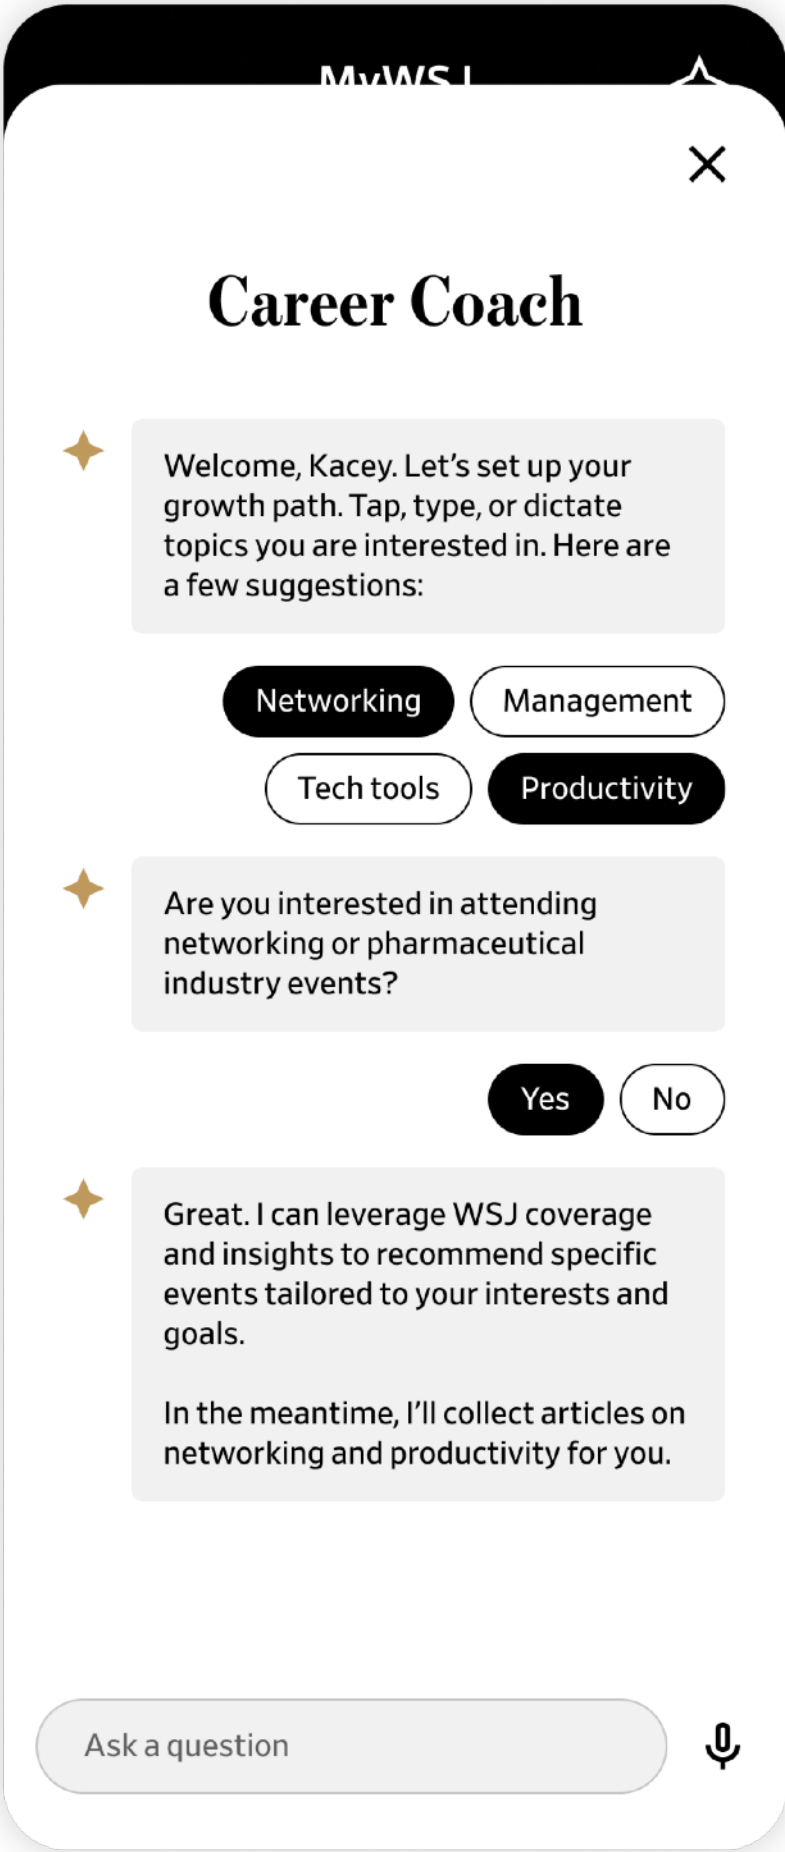 MyWSJ
Career Coach
Welcome, Kacey. Let’s set up your
growth path. Tap, type, or dictate
topics you are interested in. Here are
a few suggestions:
Networking
Management
Tech tools
Productivity
Are you interested in attending
networking or pharmaceutical
industry events?
Yes
No
Great. I can leverage WSJ coverage
and insights to recommend specific
events tailored to your interests and
goals.
In the meantime, I’ll collect articles on
networking and productivity for you.
Ask a question